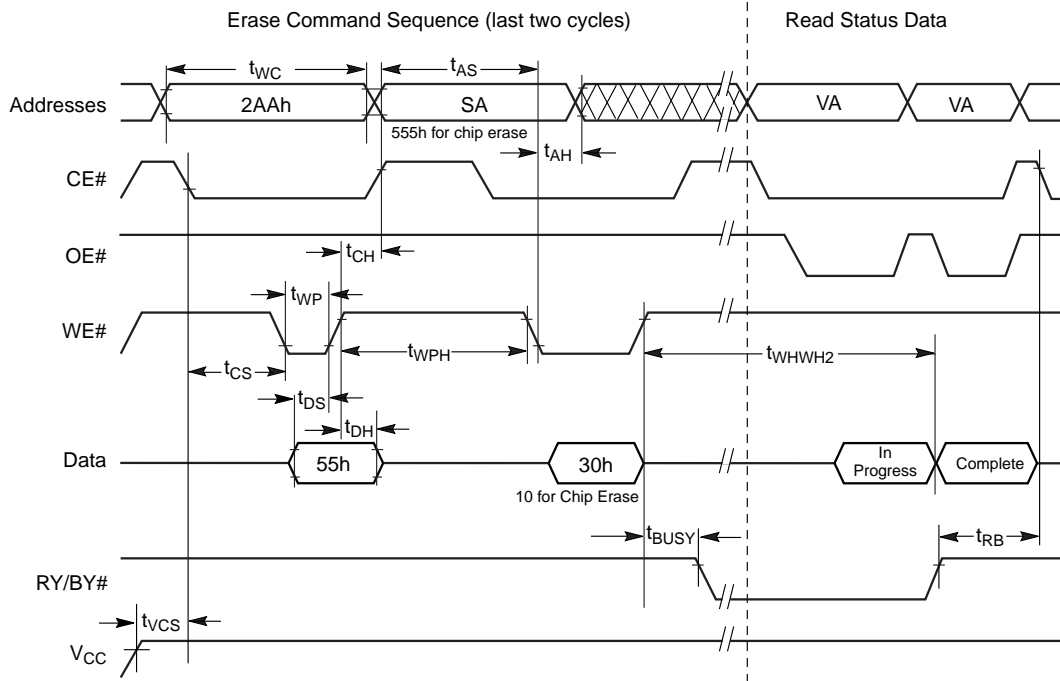 Erase Command Sequence (last two cycles)
Read Status Data
tWC
tAS
Addresses
2AAh
SA
VA
VA
555h for chip erase
tAH
CE#
OE#
tCH
tWP
WE#
tWPH
tWHWH2
tCS
tDS
tDH
Data
55h
30h
In
Progress
Complete
10 for Chip Erase
tBUSY
tRB
RY/BY#
tVCS
VCC